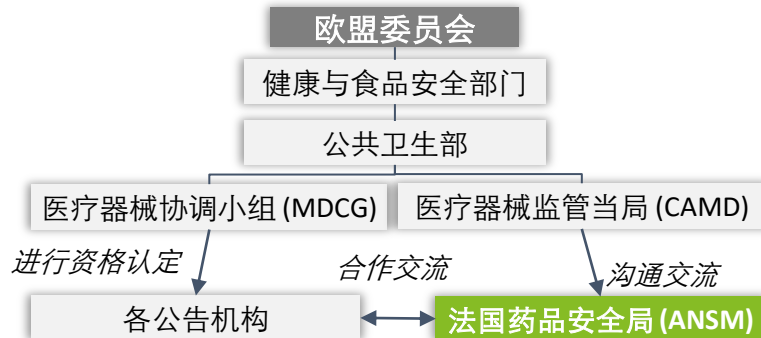 欧盟委员会
健康与食品安全部门
公共卫生部
医疗器械协调小组 (MDCG)
医疗器械监管当局 (CAMD)
进行资格认定
合作交流
沟通交流
各公告机构
法国药品安全局 (ANSM)